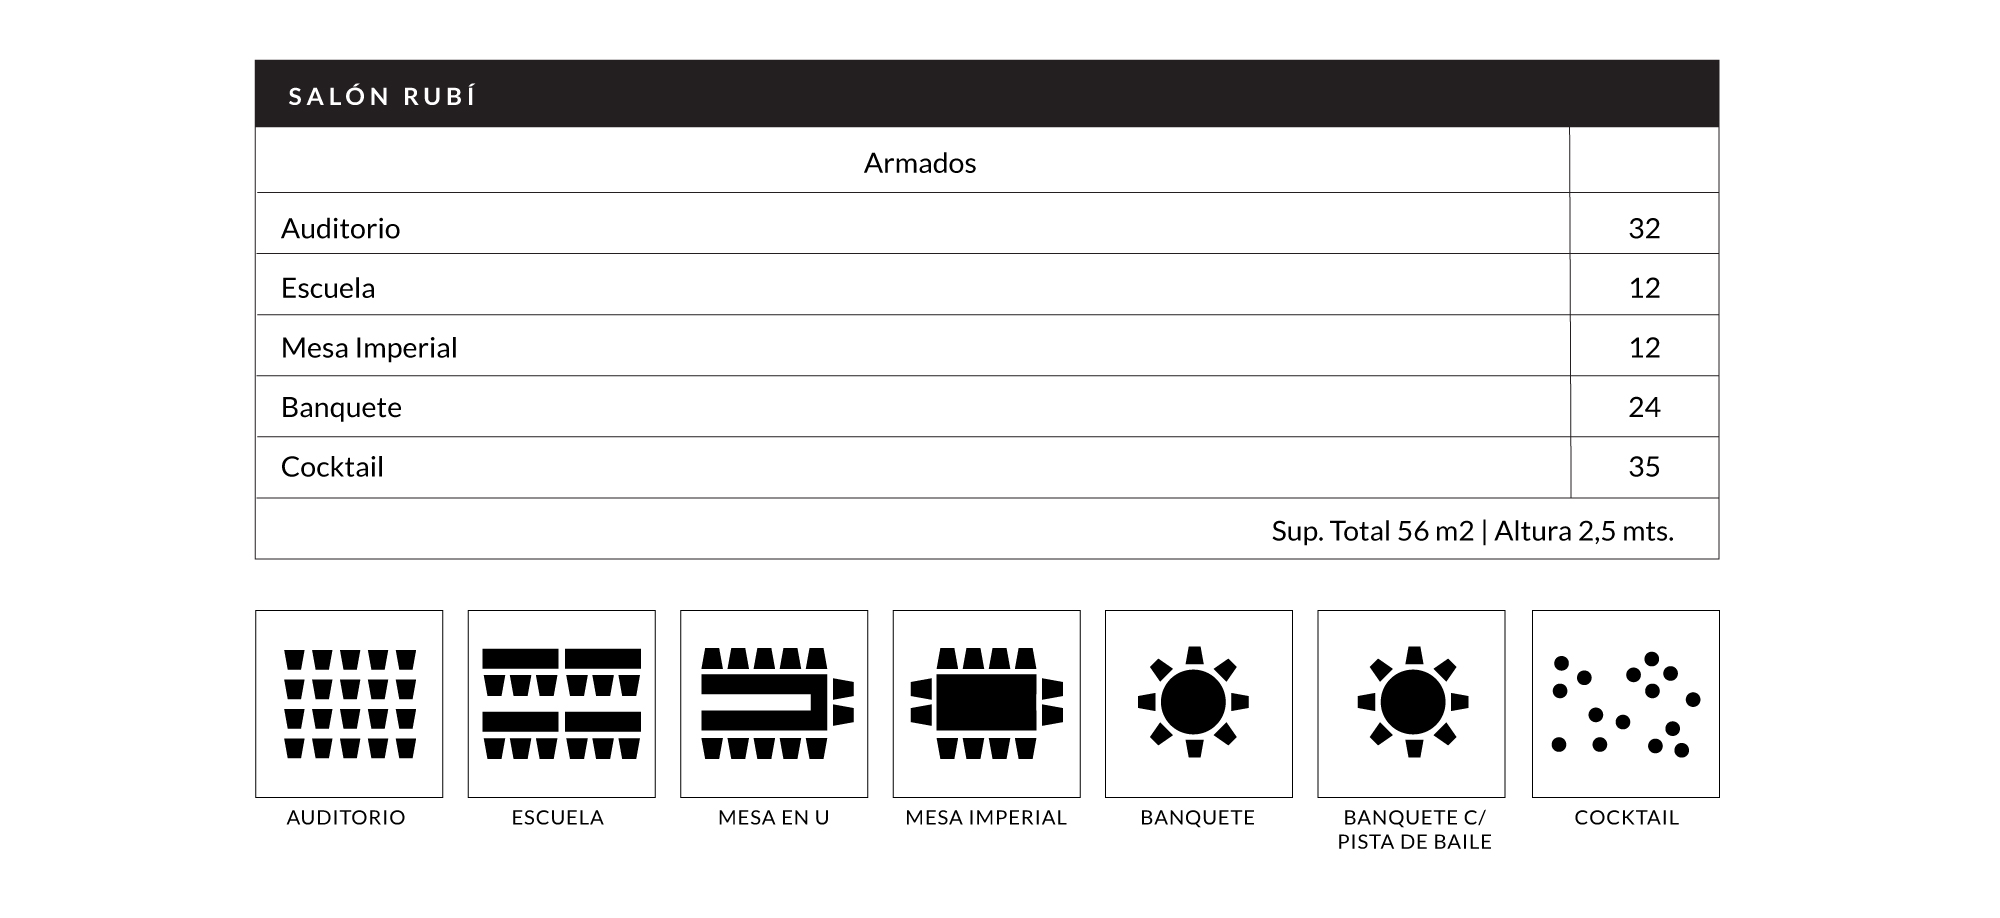 SALÓN RUBÍ
Armados
Auditorio 32
Escuela 12
Mesa Imperial 12
Banquete 24
Cocktail 35
Sup. Total 56 m2 | Altura 2,5 mts.
AUDITORIO ESCUELA MESA EN U MESA IMPERIAL BANQUETE BANQUETE C/ COCKTAIL
PISTA DE BAILE